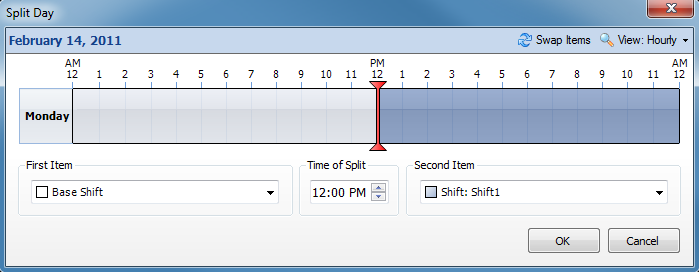 Split Day
February 14, 2011 Swap Items View: Hourly
AM PM AM
12 1 2 3 4 5 6 7 8 9 10 11 12 1 2 3 4 5 6 7 8 9 10 11 12
Monday
First Item Time of Split Second Item
Base Shift 12:00 PM Shift: Shift1
OK Cancel